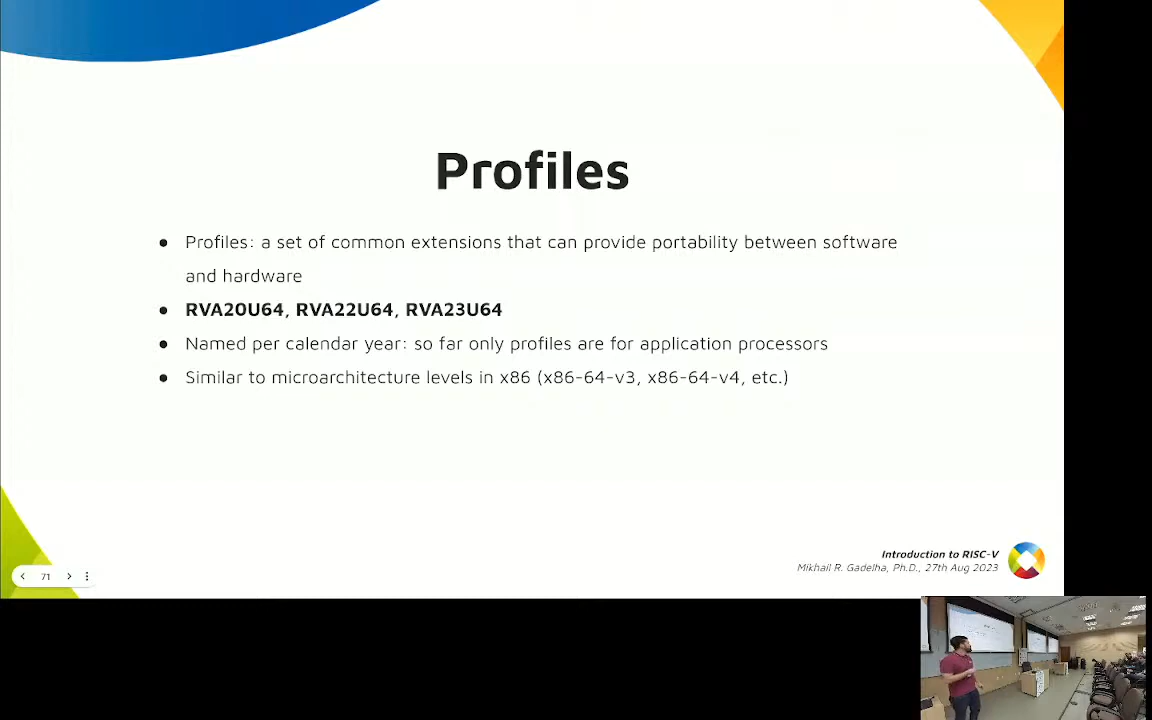 Profiles
● Profiles: a set of common extensions that can provide portability between software
and hardware
● RVA20U64, RVA22U64, RVA23U64
● Named per calendar year: so far only profiles are for application processors
● Similar to microarchitecture levels in x86 (x86-64-v3, x86-64-v4, etc.)
Introduction to RISC-V
Mikhail R. Gadelha, Ph.D., 27th Aug 2023
71